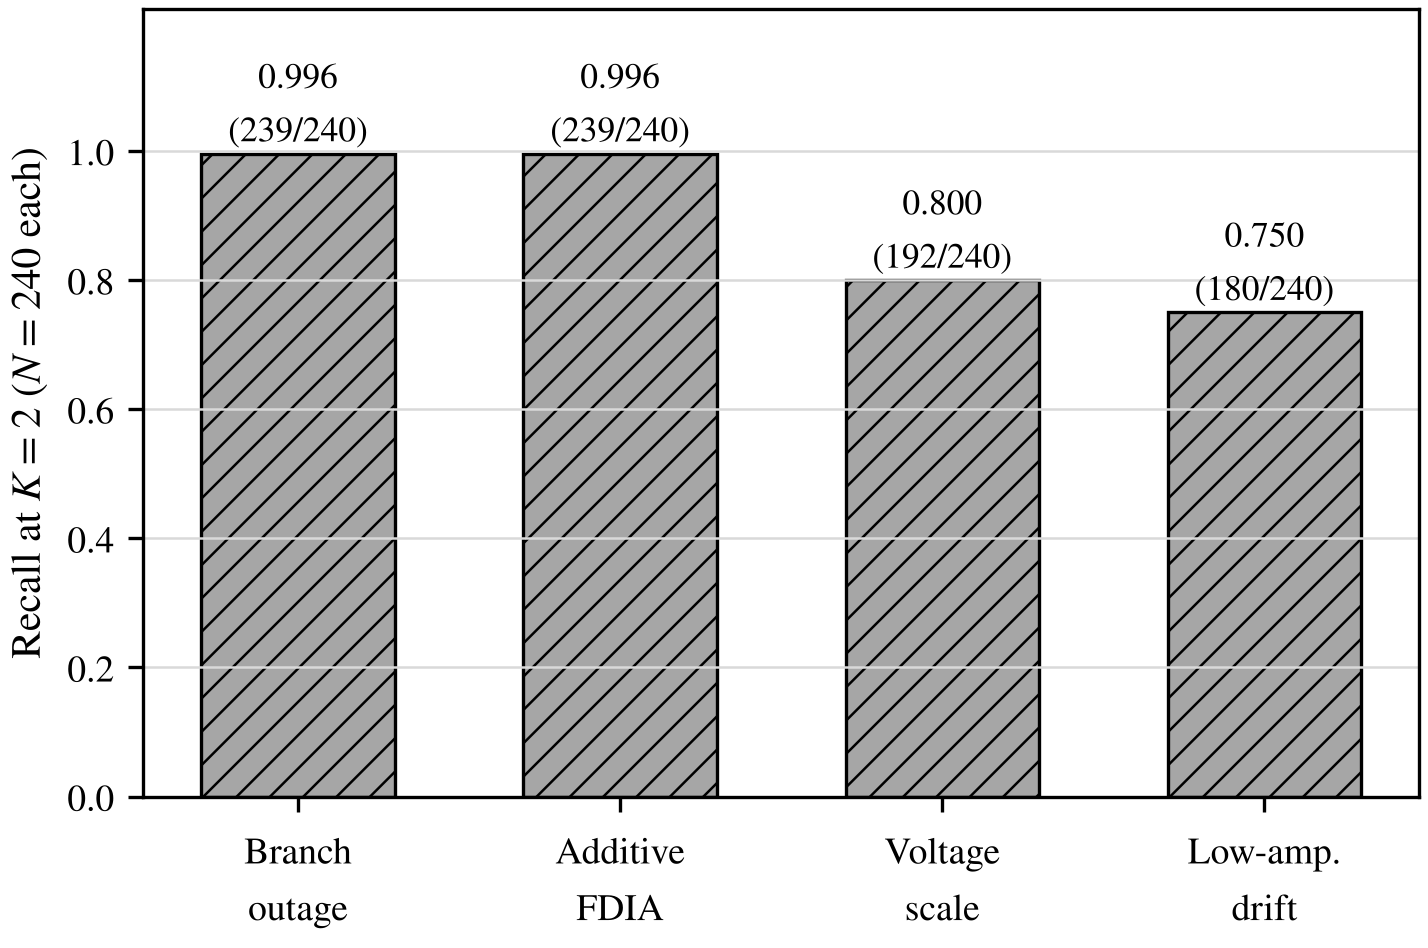 Recall at K = 2 (N = 240 each)
1.0
0.8
0.6
0.4
0.2
0.0
0.996
(239/240)
0.996
(239/240)
0.800
(192/240)
0.750
(180/240)
Branch
outage
Additive
FDIA
Voltage
scale
Low-amp.
drift